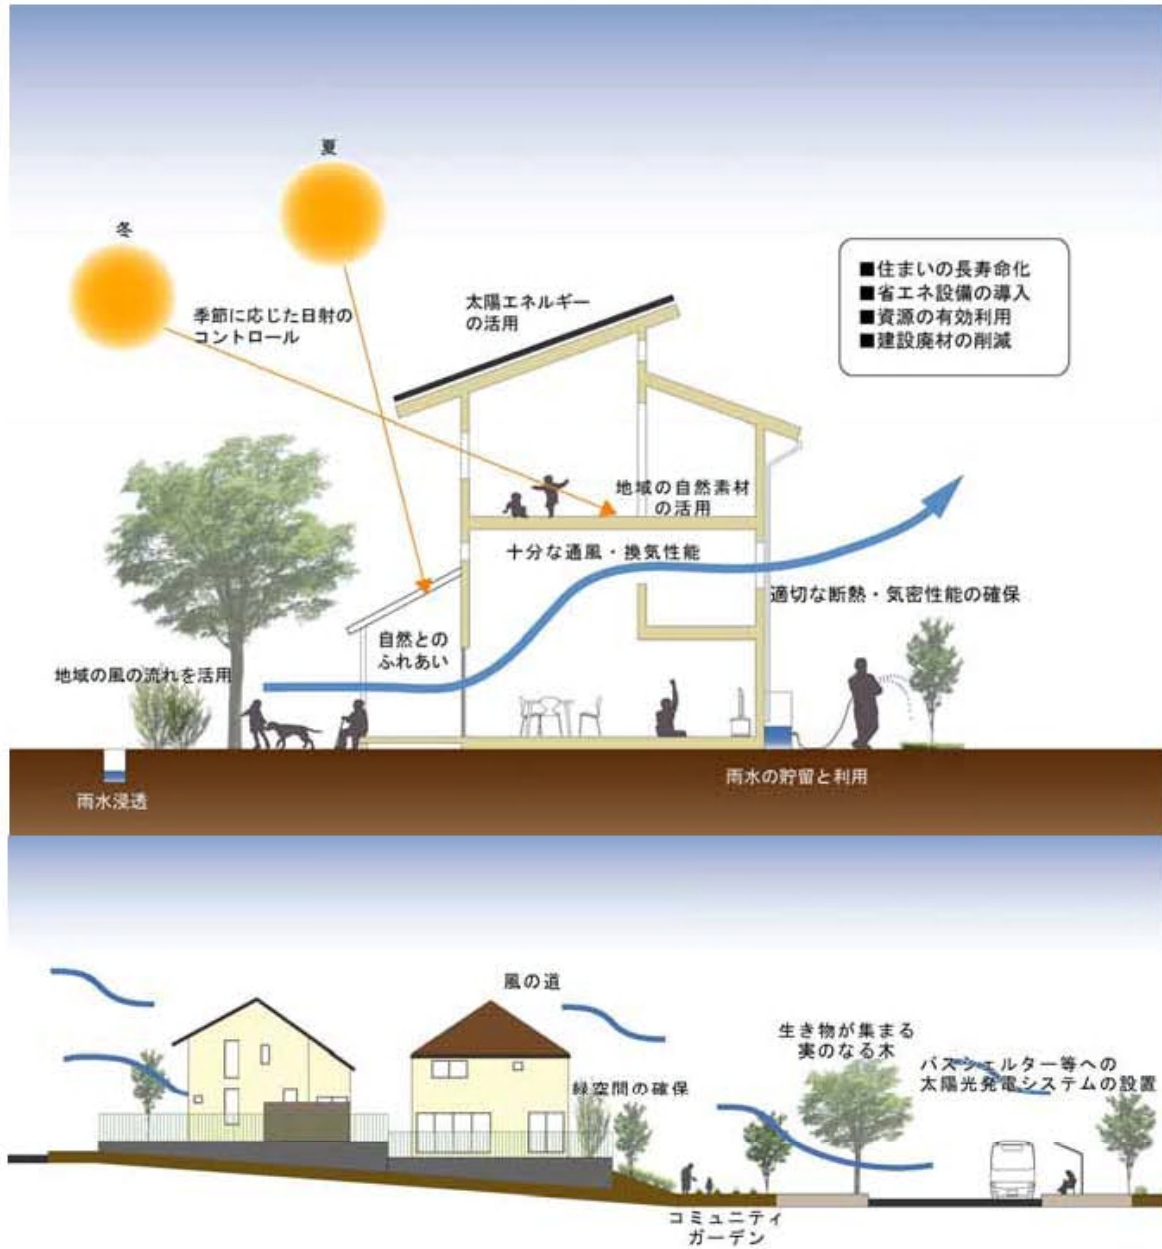 夏
冬
季節に応じた日射の
コントロール
太陽エネルギー
の活用
■住まいの長寿命化
■省エネ設備の導入
■資源の有効利用
■建設廃材の削減
地域の自然素材
の活用
十分な通風・換気性能
適切な断熱・気密性能の確保
自然との
ふれあい
地域の風の流れを活用
雨水の貯留と利用
雨水浸透
風の道
生き物が集まる
実のなる木
バスシェルター等への
太陽光発電システムの設置
緑空間の確保
コミュニティ
ガーデン